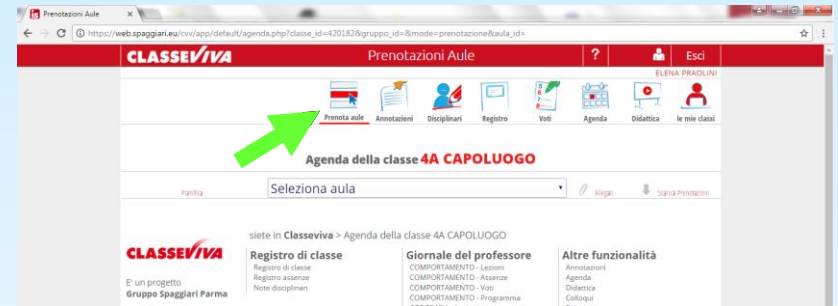 Prenotazioni Aule
https://web.spaggiari.eu/cvv/app/default/agenda.php?classe_id=420182&gruppo_id=&mode=prenotazione&aula_id=
CLASSEVIVA Prenotazioni Aule ? Esci
ELENA PRAOLINI
Prenota aule Annotazioni Disciplinari Registro Voti Agenda Didattica le mie classi
Agenda della classe 4A CAPOLUOGO
Pianifica Seleziona aula Allegati Scarica Prenotazioni
siete in Classeviva > Agenda della classe 4A CAPOLUOGO
CLASSEVIVA
E' un progetto
Gruppo Spaggiari Parma
Registro di classe
Registro di classe
Registro assenze
Note disciplinari
Giornale del professore
COMPORTAMENTO - Lezioni
COMPORTAMENTO - Assenze
COMPORTAMENTO - Voti
COMPORTAMENTO - Programma
Altre funzionalità
Annotazioni
Agenda
Didattica
Colloqui